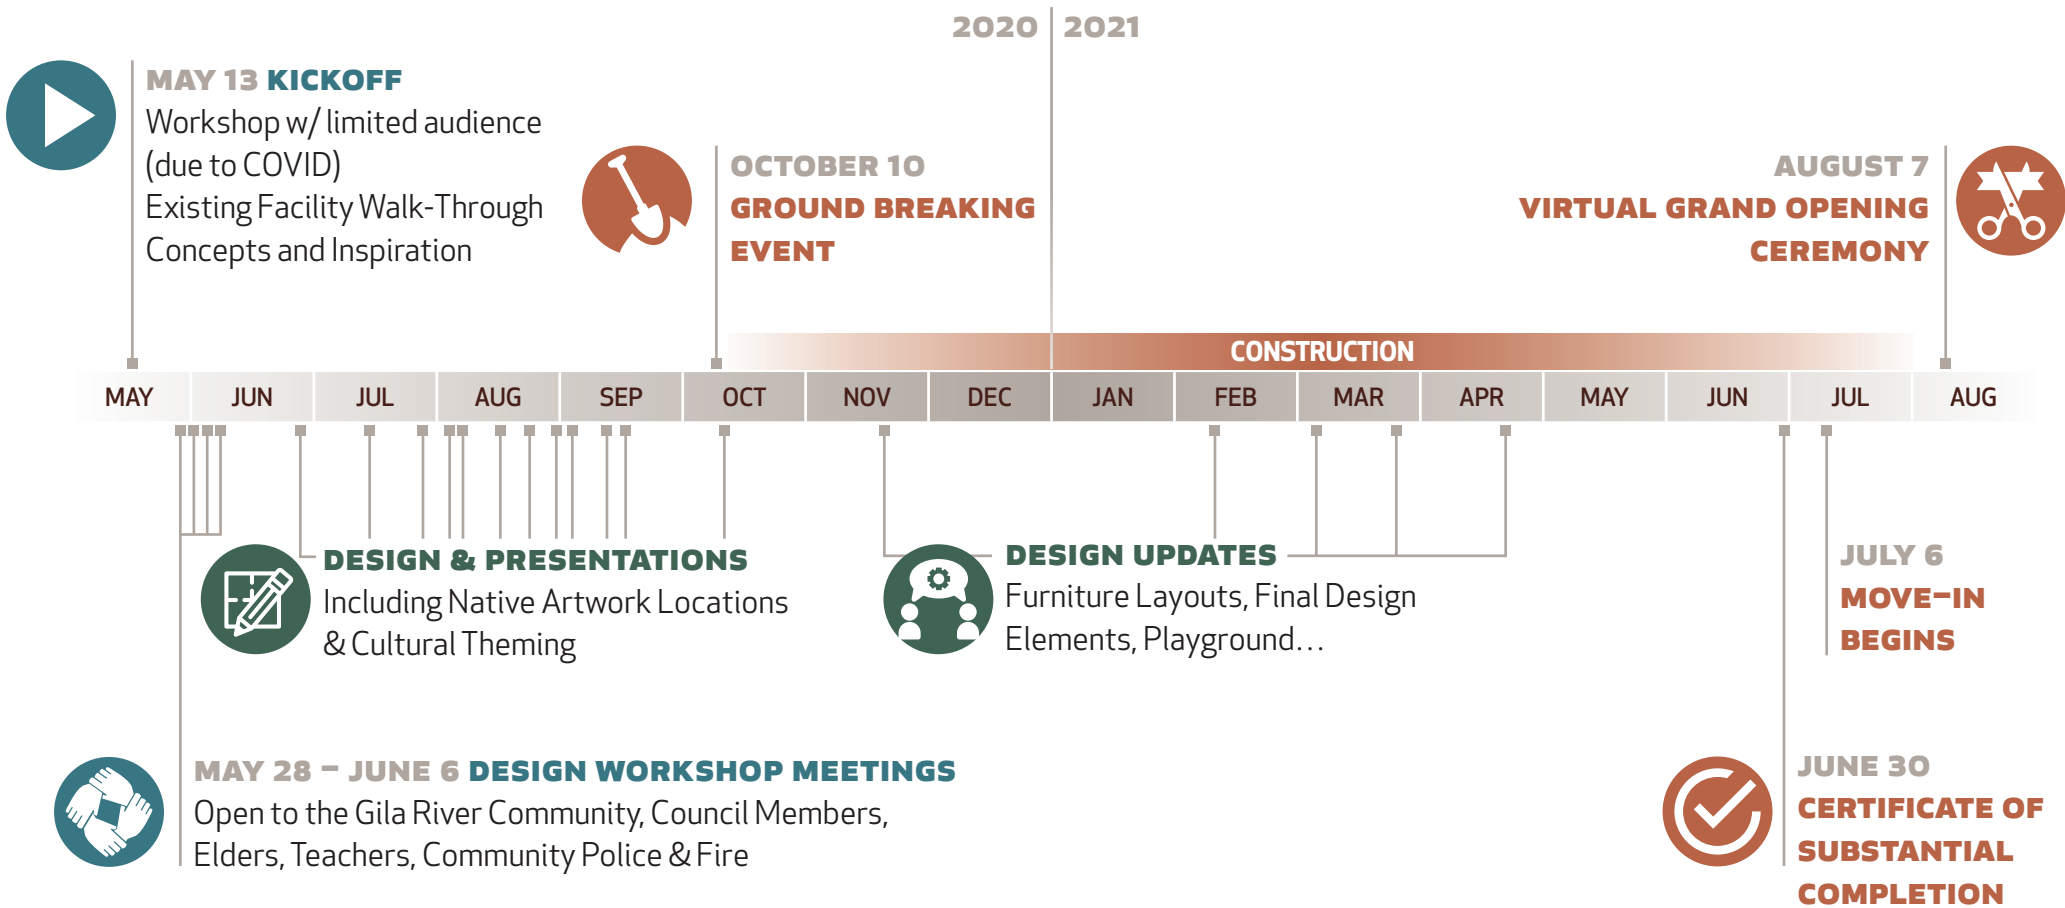 2020 2021
MAY 13 KICKOFF
Workshop w/ limited audience
(due to COVID)
Existing Facility Walk-Through
Concepts and Inspiration
OCTOBER 10
GROUND BREAKING
EVENT
AUGUST 7
VIRTUAL GRAND OPENING
CEREMONY
CONSTRUCTION
MAY JUN JUL AUG SEP OCT NOV DEC JAN FEB MAR APR MAY JUN JUL AUG
DESIGN & PRESENTATIONS
Including Native Artwork Locations
& Cultural Theming
DESIGN UPDATES
Furniture Layouts, Final Design
Elements, Playground...
JULY 6
MOVE-IN
BEGINS
MAY 28 – JUNE 6 DESIGN WORKSHOP MEETINGS
Open to the Gila River Community, Council Members,
Elders, Teachers, Community Police & Fire
JUNE 30
CERTIFICATE OF
SUBSTANTIAL
COMPLETION